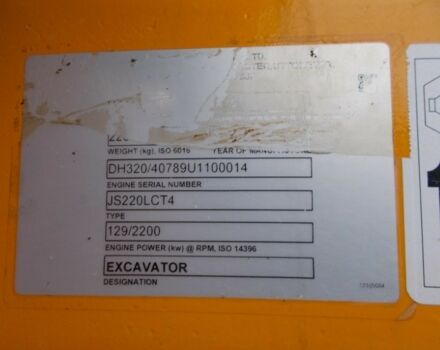 LTD.
WEIGHT (kg), ISO 6016 YEAR OF MANUFACTURE
DH320/40789U1100014
ENGINE SERIAL NUMBER
JS220LCT4
TYPE
129/2200
ENGINE POWER (kw) @ RPM, ISO 14396
EXCAVATOR
DESIGNATION